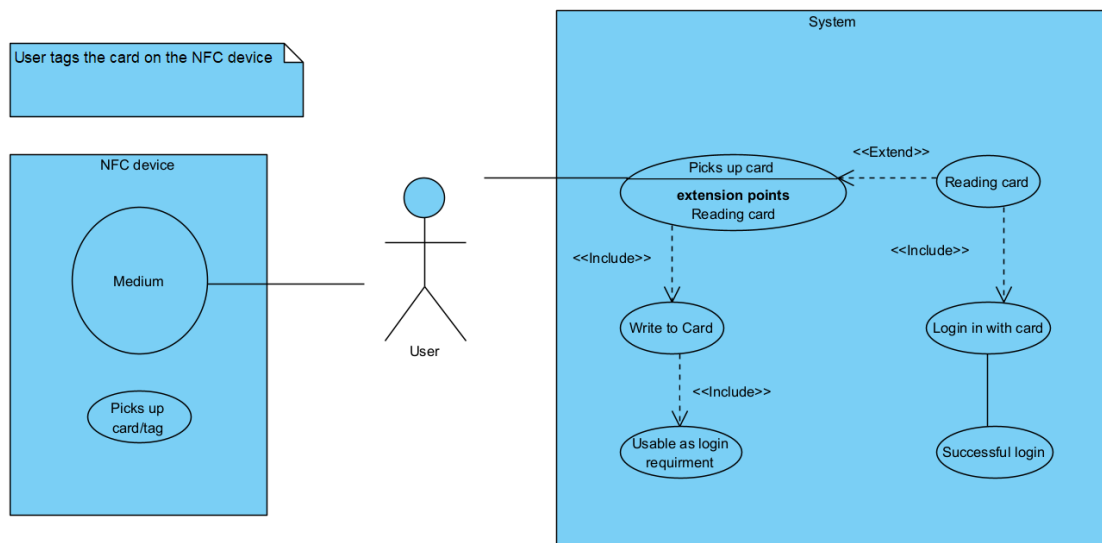 User tags the card on the NFC device
NFC device
Medium
Picks up
card/tag
User
System
Picks up card
extension points
Reading card
<<Extend>>
Reading card
<<Include>>
<<Include>>
Write to Card
Login in with card
<<Include>>
Usable as login
requirment
Successful login